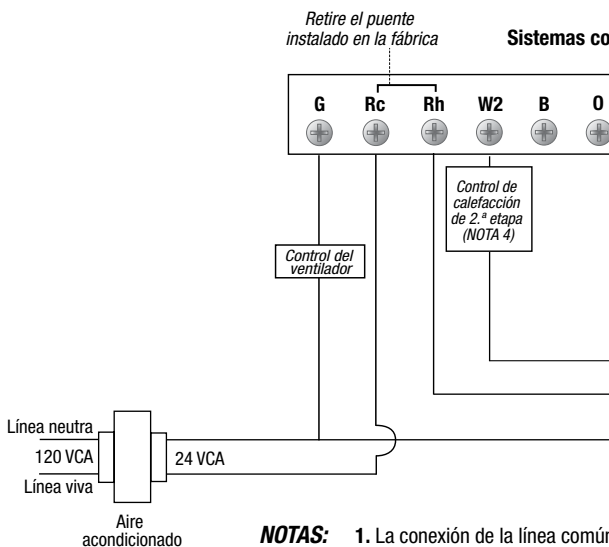 Retire el puente
instalado en la fábrica
Sistemas co
G Rc Rh W2 B O
Control de
calefacción
de 2.ª etapa
(NOTA 4)
Control del
ventilador
Línea neutra
120 VCA 24 VCA
Línea viva
Aire
acondicionado
NOTAS: 1. La conexión de la línea común